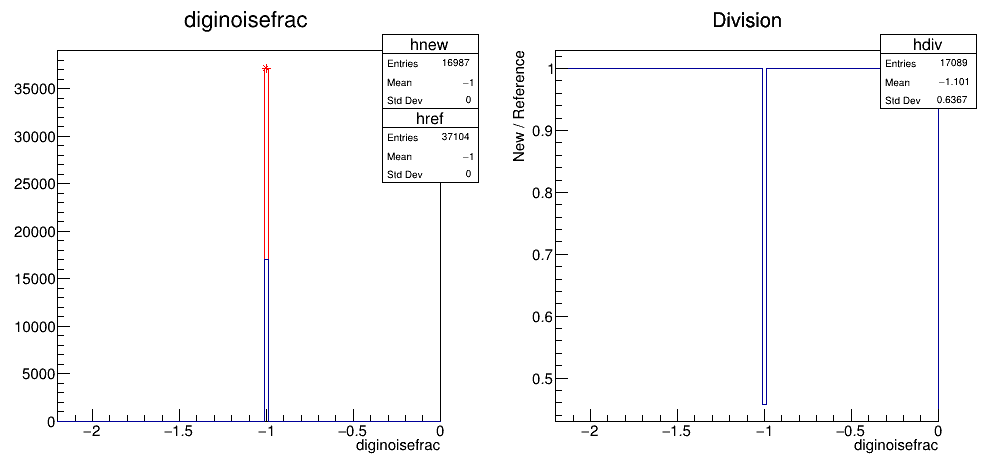 diginoisefrac
hnew
Entries 16987
Mean −1
Std Dev 0
href
Entries 37104
Mean −1
Std Dev 0
35000
30000
25000
20000
15000
10000
5000
0
−2 −1.5 −1 −0.5 0
diginoisefrac
Division
hdiv
Entries 17089
Mean −1.101
Std Dev 0.6367
New / Reference
1
0.9
0.8
0.7
0.6
0.5
−2 −1.5 −1 −0.5 0
diginoisefrac